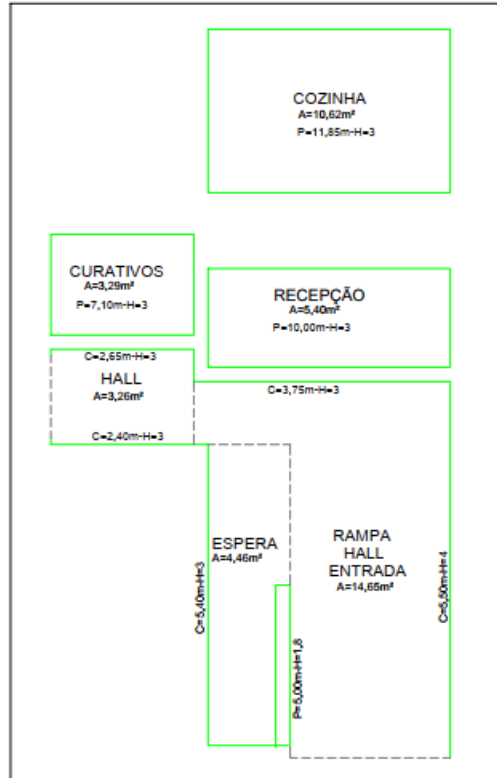 COZINHA
A=10,62m²
P=11,85m-H=3
CURATIVOS
A=3,29m²
P=7,10m-H=3
RECEPÇÃO
A=5,40m²
P=10,00m-H=3
C=2,65m-H=3
HALL
A=3,26m²
C=2,40m-H=3
C=3,75m-H=3
ESPERA
A=4,46m²
C=5,40m-H=3
P=5,00m-H=1,8
RAMPA
HALL
ENTRADA
A=14,65m²
C=5,50m-H=4